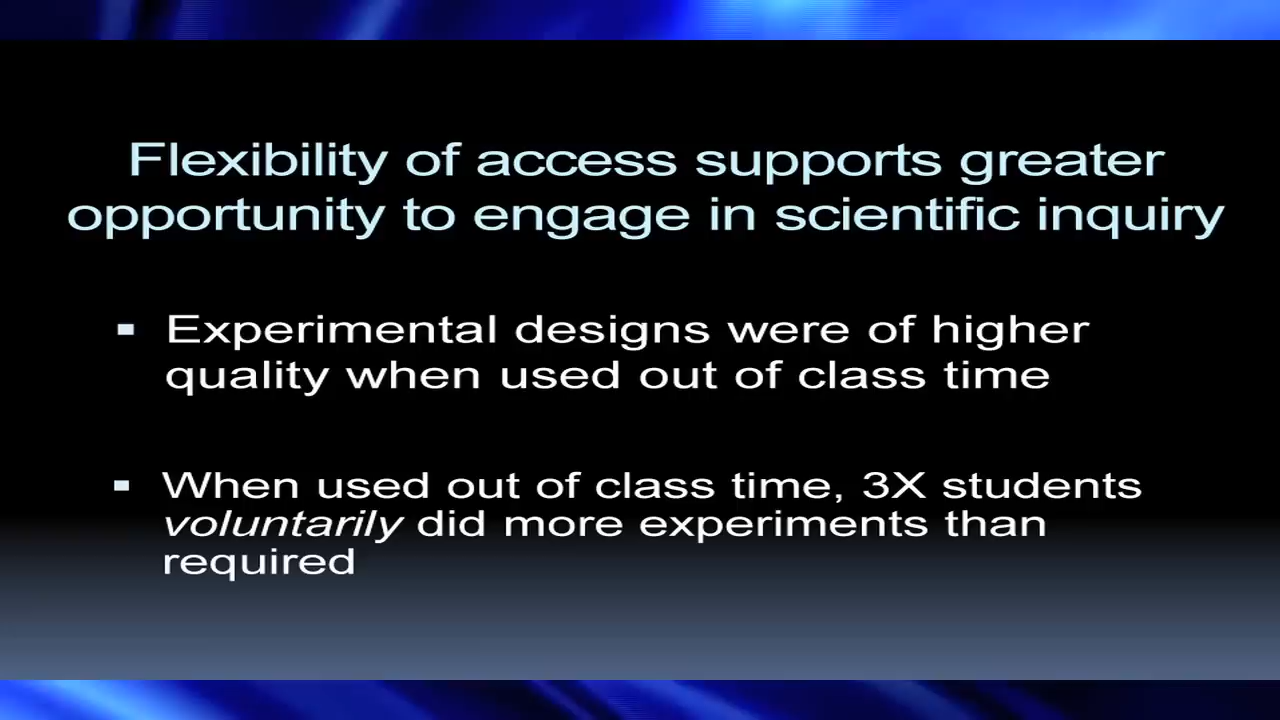 Flexibility of access supports greater
opportunity to engage in scientific inquiry
▪ Experimental designs were of higher
quality when used out of class time
▪ When used out of class time, 3X students
voluntarily did more experiments than
required